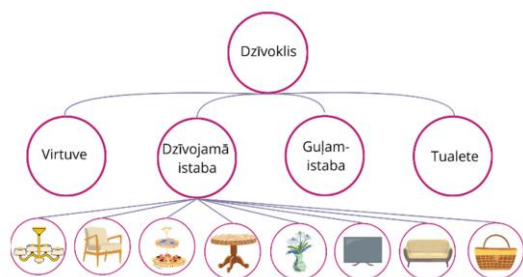 Dzīvoklis
Virtuve
Dzīvojamā
istaba
Guļam-
istaba
Tualete